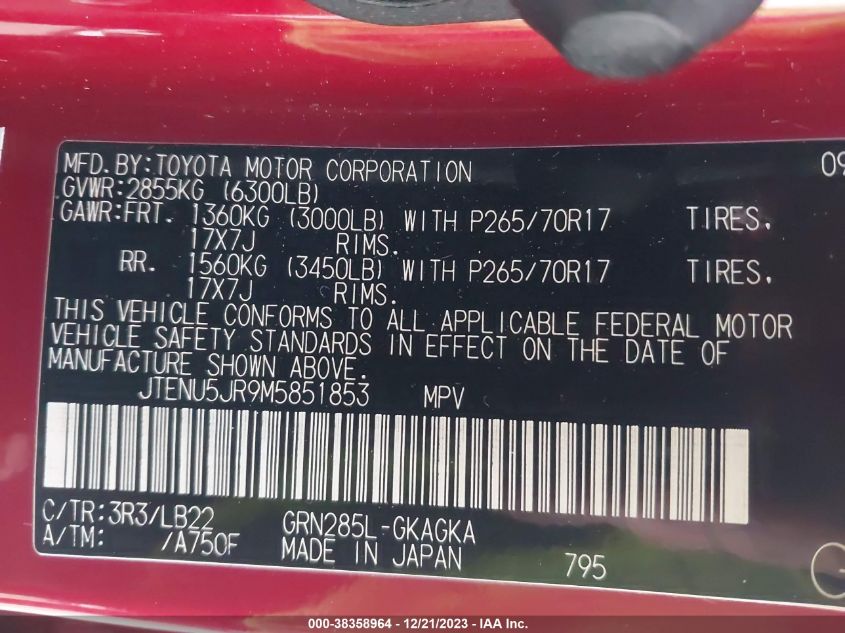 MFD.BY:TOYOTA MOTOR CORPORATION 09
GVWR:2855KG (6300LB)
GAWR:FRT. 1360KG (3000LB) WITH P265/70R17 TIRES.
17X7J RIMS.
RR. 1560KG (3450LB) WITH P265/70R17 TIRES.
17X7J RIMS.
THIS VEHICLE CONFORMS TO ALL APPLICABLE FEDERAL MOTOR
VEHICLE SAFETY STANDARDS IN EFFECT ON THE DATE OF
MANUFACTURE SHOWN ABOVE.
JTENU5JR9M5851853 MPV
C/TR:3R3/LB22 GRN285L-GKAGKA
A/TM: /A750F MADE IN JAPAN 795
000-38358964 - 12/21/2023 - IAA Inc.